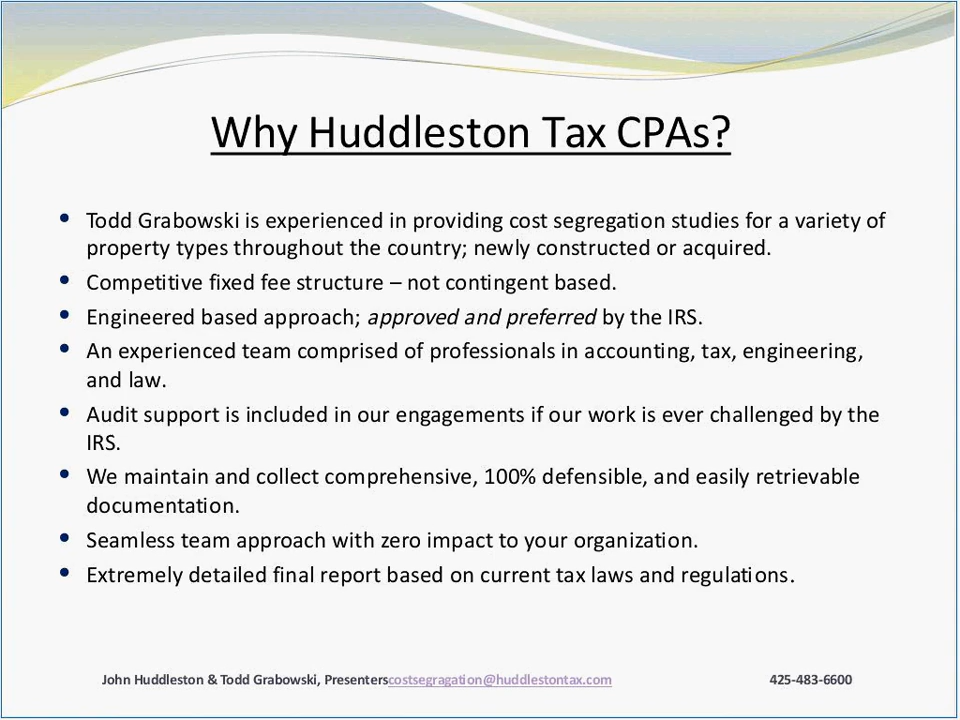 Why Huddleston Tax CPAs?
• Todd Grabowski is experienced in providing cost segregation studies for a variety of
property types throughout the country; newly constructed or acquired.
• Competitive fixed fee structure – not contingent based.
• Engineered based approach; approved and preferred by the IRS.
• An experienced team comprised of professionals in accounting, tax, engineering,
and law.
• Audit support is included in our engagements if our work is ever challenged by the
IRS.
• We maintain and collect comprehensive, 100% defensible, and easily retrievable
documentation.
• Seamless team approach with zero impact to your organization.
• Extremely detailed final report based on current tax laws and regulations.
John Huddleston & Todd Grabowski, Presenterscostsegragation@huddlestontax.com 425-483-6600